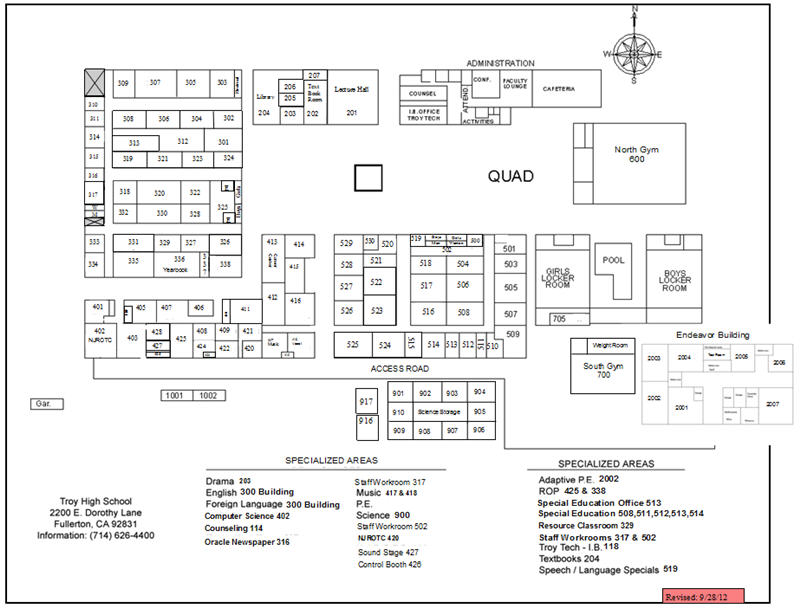 N
W E
S
ADMINISTRATION
309 307 305 303
207
206
205
Library
204 203 202
Text
Book
Room
Lecture Hall
201
COUNSEL
I.B. OFFICE
TROY TECH
ATTEND
ACTIVITIES
CONF.
FACULTY
LOUNGE
CAFETERIA
310
311 308 306 304 302
314 313 312 301
315 319 321 323 324
316
317 318 320 322 325
332 330 328
Girls
Boys
W
M
QUAD
North Gym
600
333 331 329 327 326
334 335 336 337 338
Yearbook
413 414
415
412 416
Career Center
529 530 520
528 521
527 522
526 523
519 Boys Girls 500
Men Women
502
518 504
517 506
516 508
501
503
505
507
509
525 524 515 514 513 512 511 510
GIRLS
LOCKER
ROOM
POOL
BOYS
LOCKER
ROOM
705
401 405 407 406 411
402
NJROTC
403 428 425 408 409 421
427 424 422 420
Music
Weight Room
South Gym
700
Endeavor Building
2003 2004 2005 2006
2002 2001 2007
ACCESS ROAD
Gar.
1001 1002
917
916
901 902 903 904
910 Science Storage 905
909 908 907 906
SPECIALIZED AREAS
Drama 203
English 300 Building
Foreign Language 300 Building
Computer Science 402
Counseling 114
Oracle Newspaper 316
Staff Workroom 317
Music 417 & 418
P.E.
Science 900
Staff Workroom 502
NJROTC 420
Sound Stage 427
Control Booth 426
SPECIALIZED AREAS
Adaptive P.E. 2002
ROP 425 & 338
Special Education Office 513
Special Education 508,511,512,513,514
Resource Classroom 329
Staff Workrooms 317 & 502
Troy Tech - I.B. 118
Textbooks 204
Speech / Language Specials 519
Troy High School
2200 E. Dorothy Lane
Fullerton, CA 92831
Information: (714) 626-4400
Revised: 9/28/12